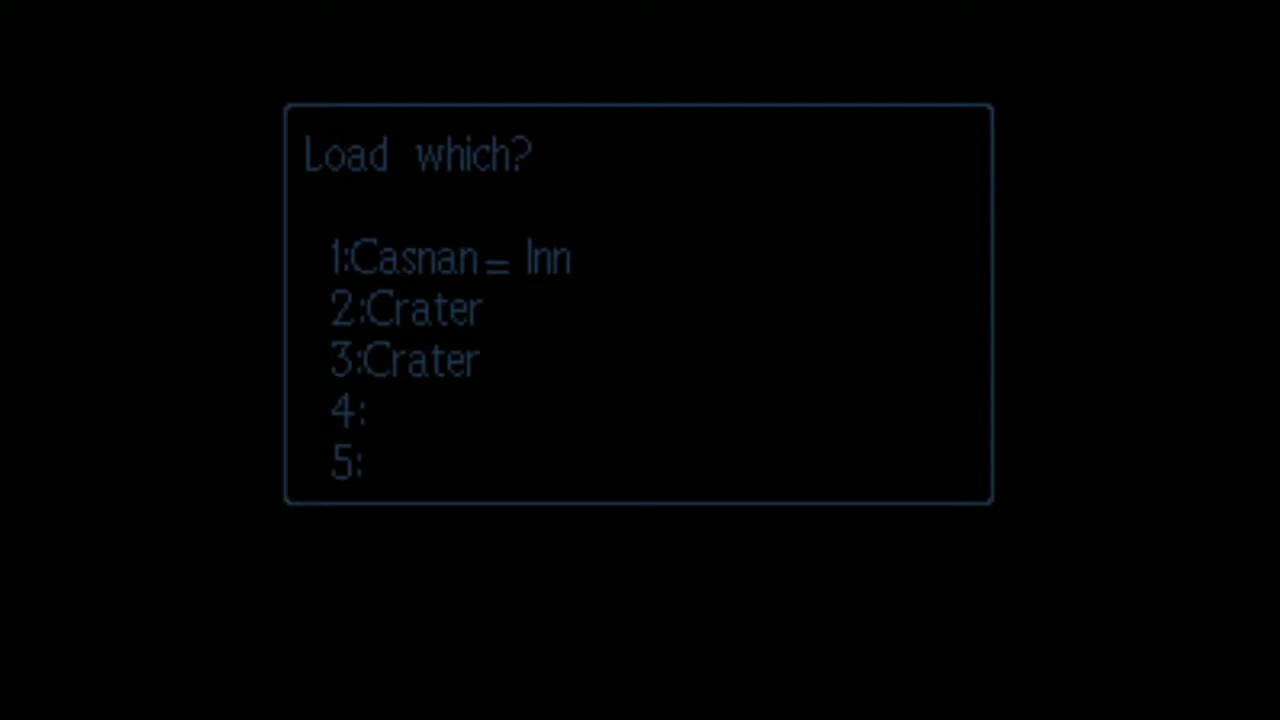 Load which?
1:Casnan = Inn
2:Crater
3:Crater
4:
5: